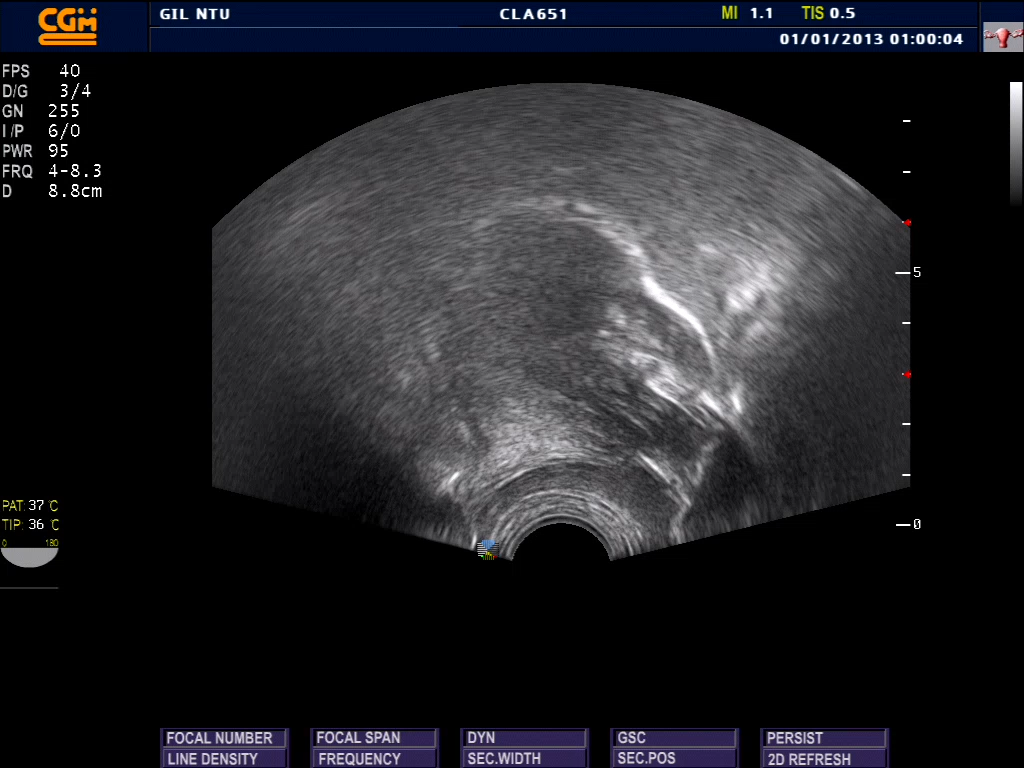 CGM
GIL NTU CLA651 MI 1.1 TIS 0.5
01/01/2013 01:00:04
FPS 40
D/G 3/4
GN 255
I/P 6/0
PWR 95
FRQ 4-8.3
D 8.8cm
5
PAT: 37 °C
TIP: 36 °C
0 180
0
FOCAL NUMBER FOCAL SPAN DYN GSC PERSIST
LINE DENSITY FREQUENCY SEC.WIDTH SEC.POS 2D REFRESH